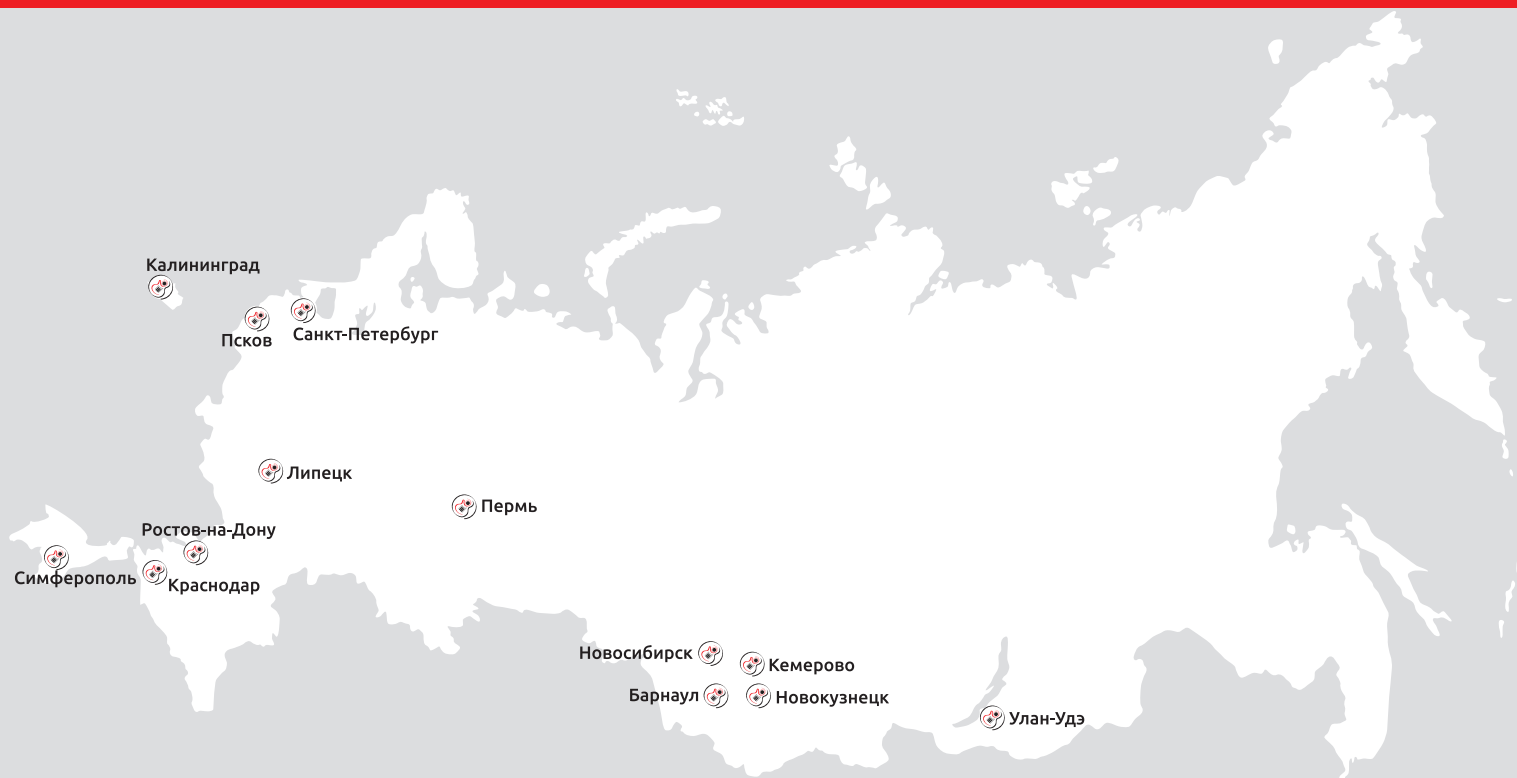 Калининград
Псков
Санкт-Петербург
Липецк
Пермь
Ростов-на-Дону
Симферополь
Краснодар
Новосибирск
Кемерово
Барнаул
Новокузнецк
Улан-Удэ